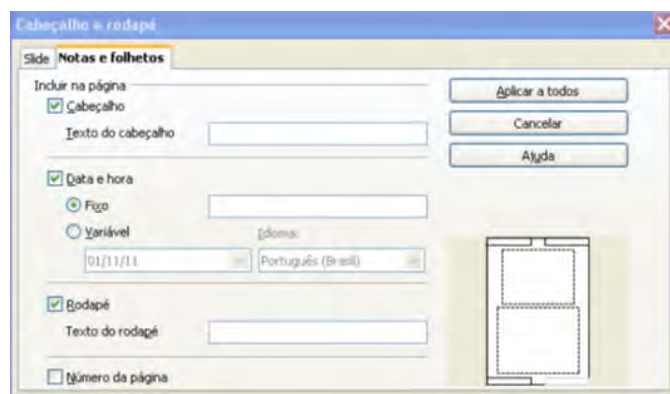 Cabeçalho e rodapé
Slide Notas e folhetos
Incluir na página
Cabeçalho
Texto do cabeçalho
Data e hora
Fixo
Variável
Idioma:
01/11/11 Português (Brasil)
Rodapé
Texto do rodapé
Número da página
Aplicar a todos
Cancelar
Ajuda